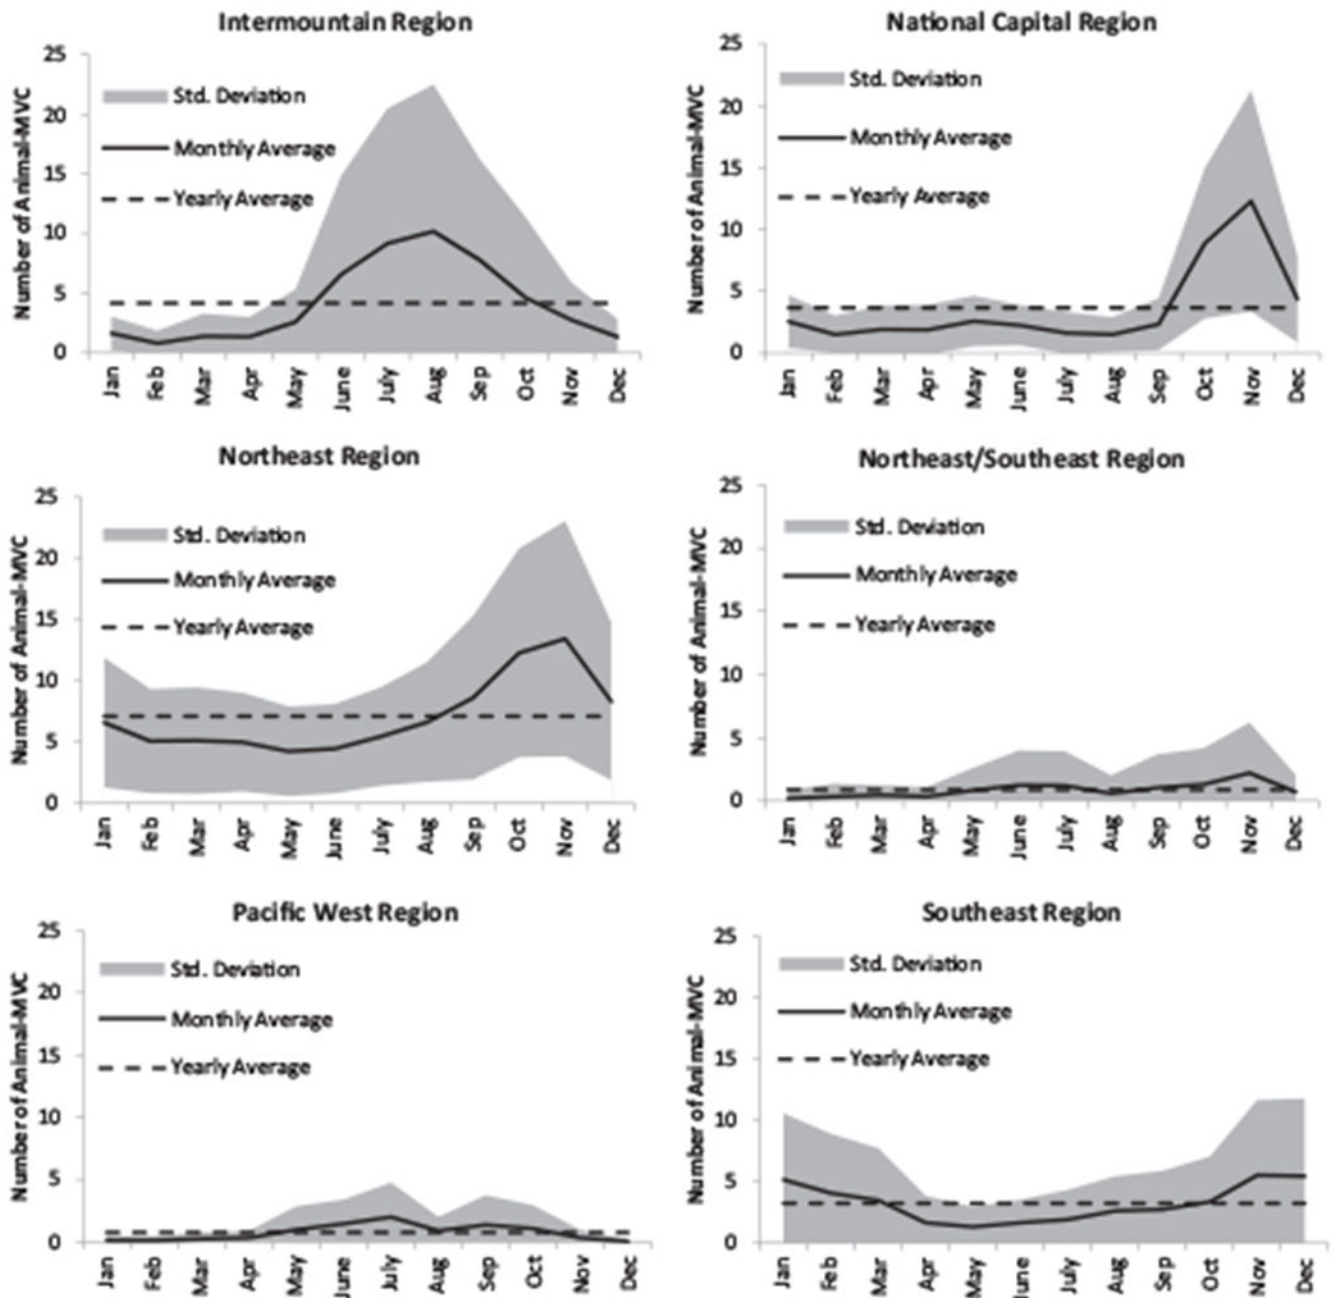 Intermountain Region
25
20
15
10
5
0
Number of Animal-MVC
Std. Deviation
Monthly Average
Yearly Average
Jan Feb Mar Apr May June July Aug Sep Oct Nov Dec
National Capital Region
25
20
15
10
5
0
Number of Animal-MVC
Std. Deviation
Monthly Average
Yearly Average
Jan Feb Mar Apr May June July Aug Sep Oct Nov Dec
Northeast Region
25
20
15
10
5
0
Number of Animal-MVC
Std. Deviation
Monthly Average
Yearly Average
Jan Feb Mar Apr May June July Aug Sep Oct Nov Dec
Northeast/Southeast Region
25
20
15
10
5
0
Number of Animal-MVC
Std. Deviation
Monthly Average
Yearly Average
Jan Feb Mar Apr May June July Aug Sep Oct Nov Dec
Pacific West Region
25
20
15
10
5
0
Number of Animal-MVC
Std. Deviation
Monthly Average
Yearly Average
Jan Feb Mar Apr May June July Aug Sep Oct Nov Dec
Southeast Region
25
20
15
10
5
0
Number of Animal-MVC
Std. Deviation
Monthly Average
Yearly Average
Jan Feb Mar Apr May June July Aug Sep Oct Nov Dec